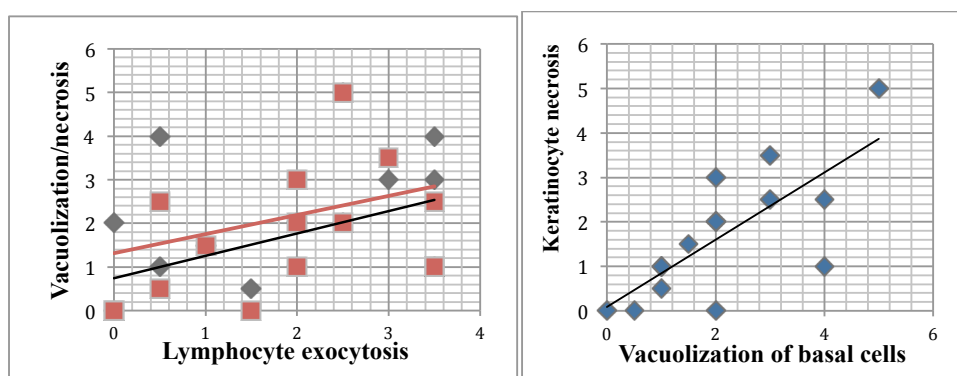 Vacuolization/necrosis
6
5
4
3
2
1
0
0 1 2 3 4
Lymphocyte exocytosis
Keratinocyte necrosis
6
5
4
3
2
1
0
0 2 4 6
Vacuolization of basal cells